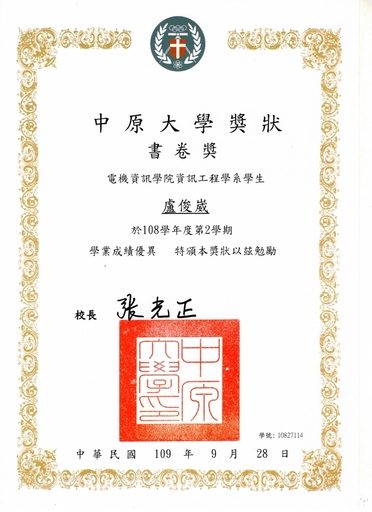 中原大學獎狀
書卷獎
電機資訊學院資訊工程學系學生
盧俊崴
於108學年度第2學期
學業成績優異 特頒本獎狀以茲勉勵
校長 張光正
中原
大學印
學號: 10827114
中華民國 109 年 9 月 28 日